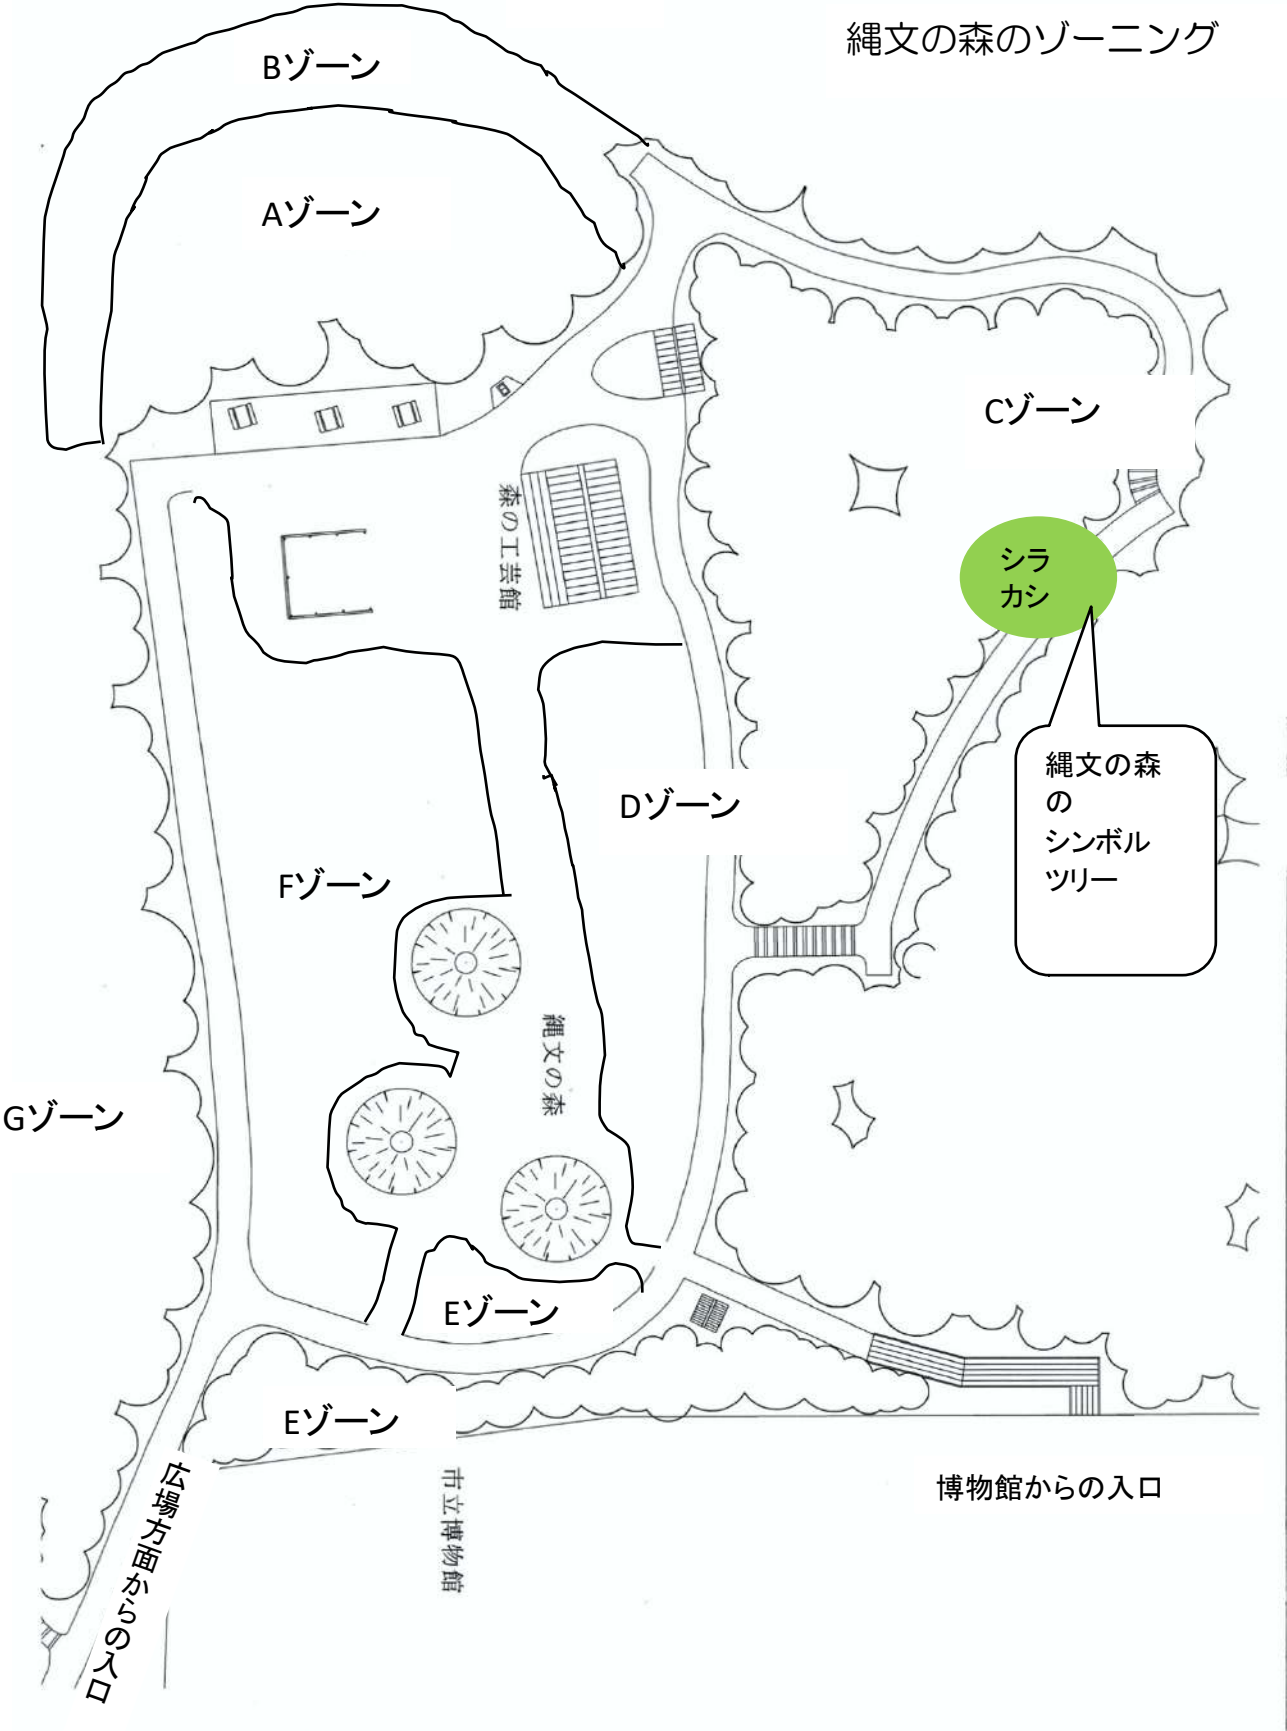 縄文の森のゾーニング
Bゾーン
Aゾーン
Cゾーン
森の工芸館
シラ
カシ
縄文の森
の
シンボル
ツリー
Dゾーン
Fゾーン
縄文の森
Gゾーン
Eゾーン
Eゾーン
広場方面からの入口
市立博物館
博物館からの入口